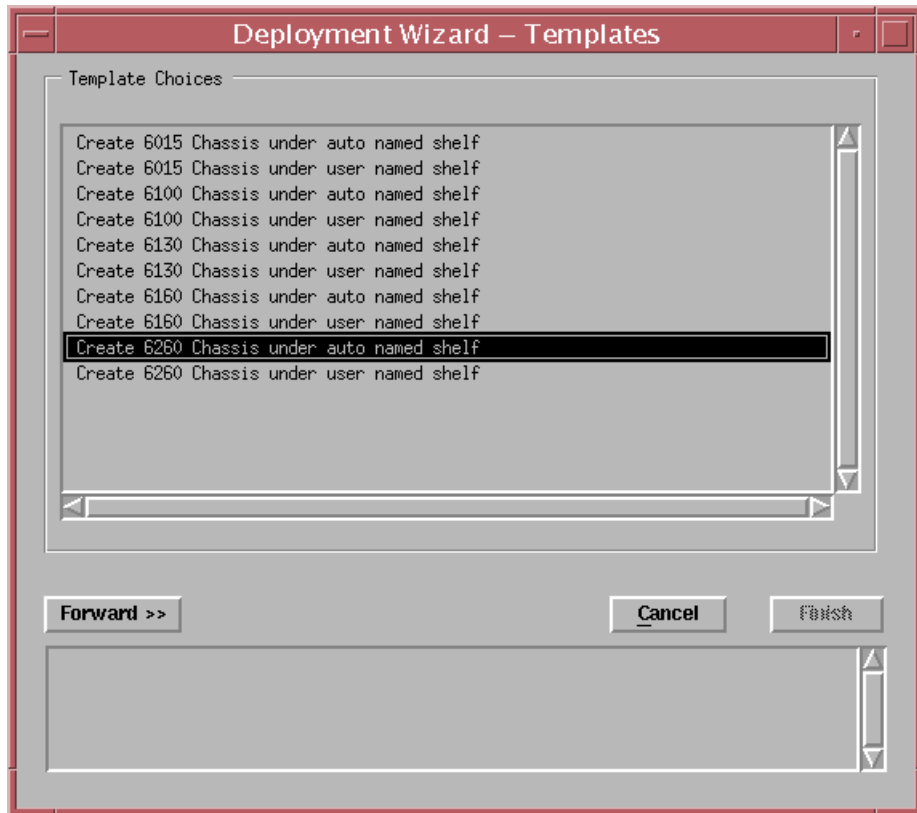 Deployment Wizard – Templates
Template Choices
Create 6015 Chassis under auto named shelf
Create 6015 Chassis under user named shelf
Create 6100 Chassis under auto named shelf
Create 6100 Chassis under user named shelf
Create 6130 Chassis under auto named shelf
Create 6130 Chassis under user named shelf
Create 6160 Chassis under auto named shelf
Create 6160 Chassis under user named shelf
Create 6260 Chassis under auto named shelf
Create 6260 Chassis under user named shelf
Forward >> Cancel Finish